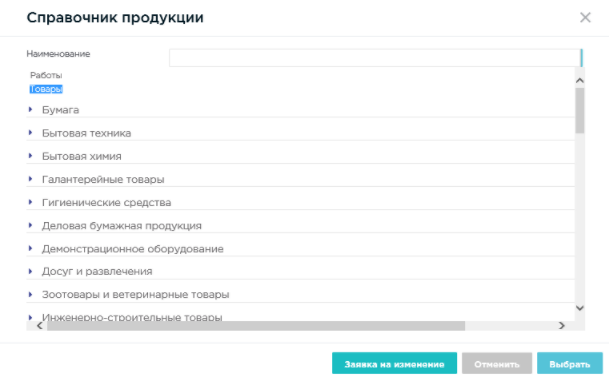 Справочник продукции
Наименование
Работы
Товары
Бумага
Бытовая техника
Бытовая химия
Галантерейные товары
Гигиенические средства
Деловая бумажная продукция
Демонстрационное оборудование
Досуг и развлечения
Зоотовары и ветеринарные товары
Инженерно-строительные товары
Заявка на изменение Отменить Выбрать